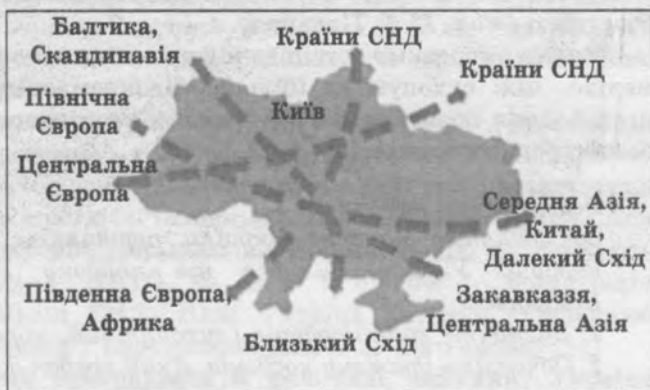 Балтика,
Скандинавія
Країни СНД
Країни СНД
Північна
Європа
Київ
Центральна
Європа
Середня Азія,
Китай,
Далекий Схід
Південна Європа,
Африка
Закавказзя,
Центральна Азія
Близький Схід